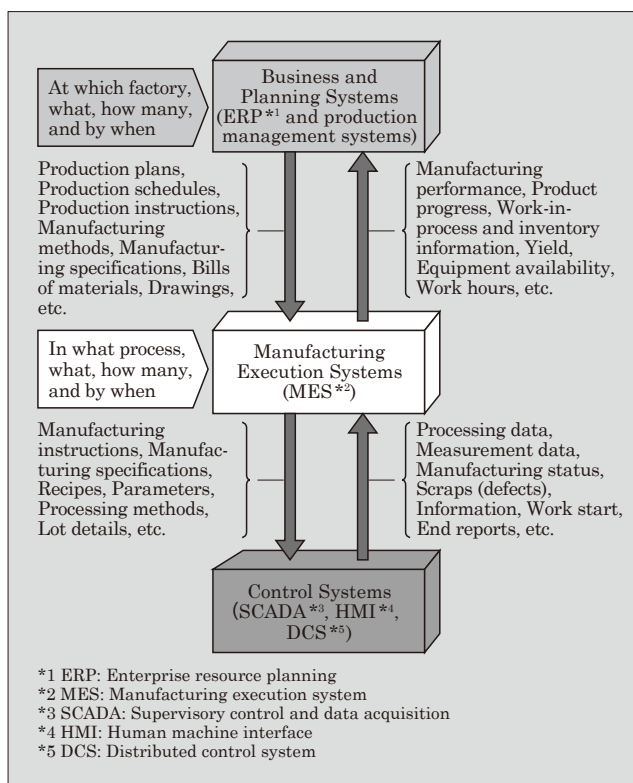 At which factory,
what, how many,
and by when
Business and
Planning Systems
(ERP*1 and production
management systems)
Production plans,
Production schedules,
Production instructions,
Manufacturing
methods, Manufactur-
ing specifications, Bills
of materials, Drawings,
etc.
Manufacturing
performance, Product
progress, Work-in-
process and inventory
information, Yield,
Equipment availability,
Work hours, etc.
In what process,
what, how many,
and by when
Manufacturing
Execution Systems
(MES*2)
Manufacturing
instructions, Manufac-
turing specifications,
Recipes, Parameters,
Processing methods,
Lot details, etc.
Processing data,
Measurement data,
Manufacturing status,
Scraps (defects),
Information, Work start,
End reports, etc.
Control Systems
(SCADA*3, HMI*4,
DCS*5)
*1 ERP: Enterprise resource planning
*2 MES: Manufacturing execution system
*3 SCADA: Supervisory control and data acquisition
*4 HMI: Human machine interface
*5 DCS: Distributed control system